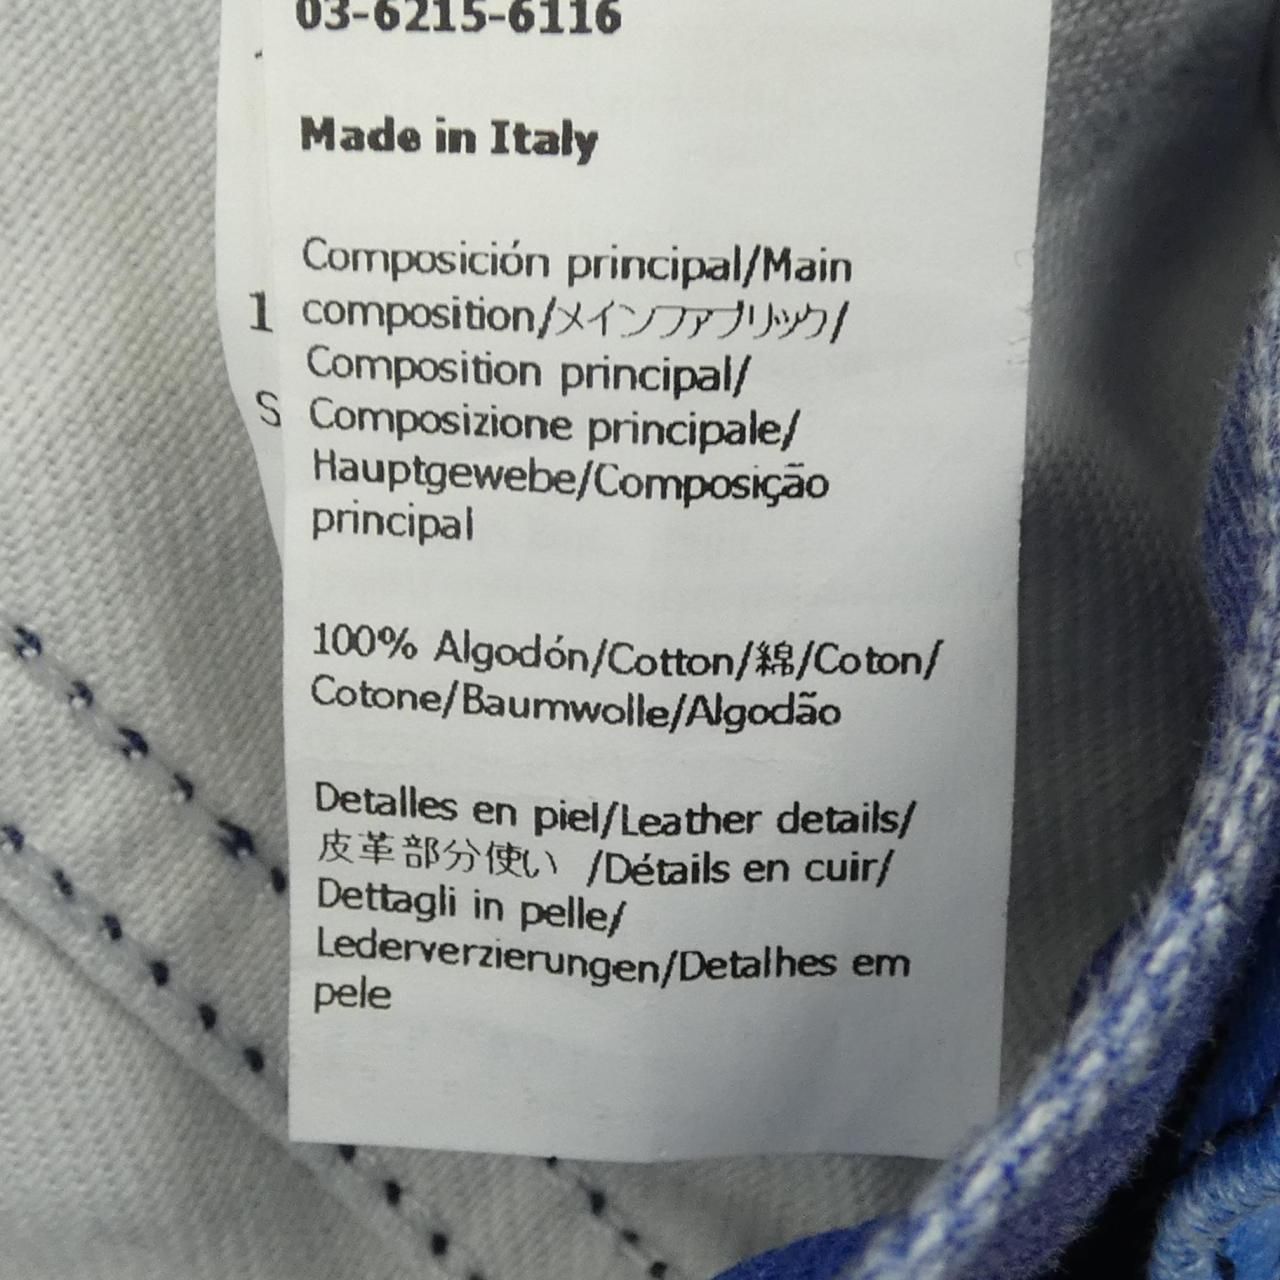 03-6215-6116
Made in Italy
Composición principal/Main
1
composition/メインファブリック/
Composition principal/
S
Composizione principale/
Hauptgewebe/Composição
principal
100% Algodón/Cotton/綿/Coton/
Cotone/Baumwolle/Algodão
Detalles en piel/Leather details/
皮革部分使い /Détails en cuir/
Dettagli in pelle/
Lederverzierungen/Detalhes em
pele